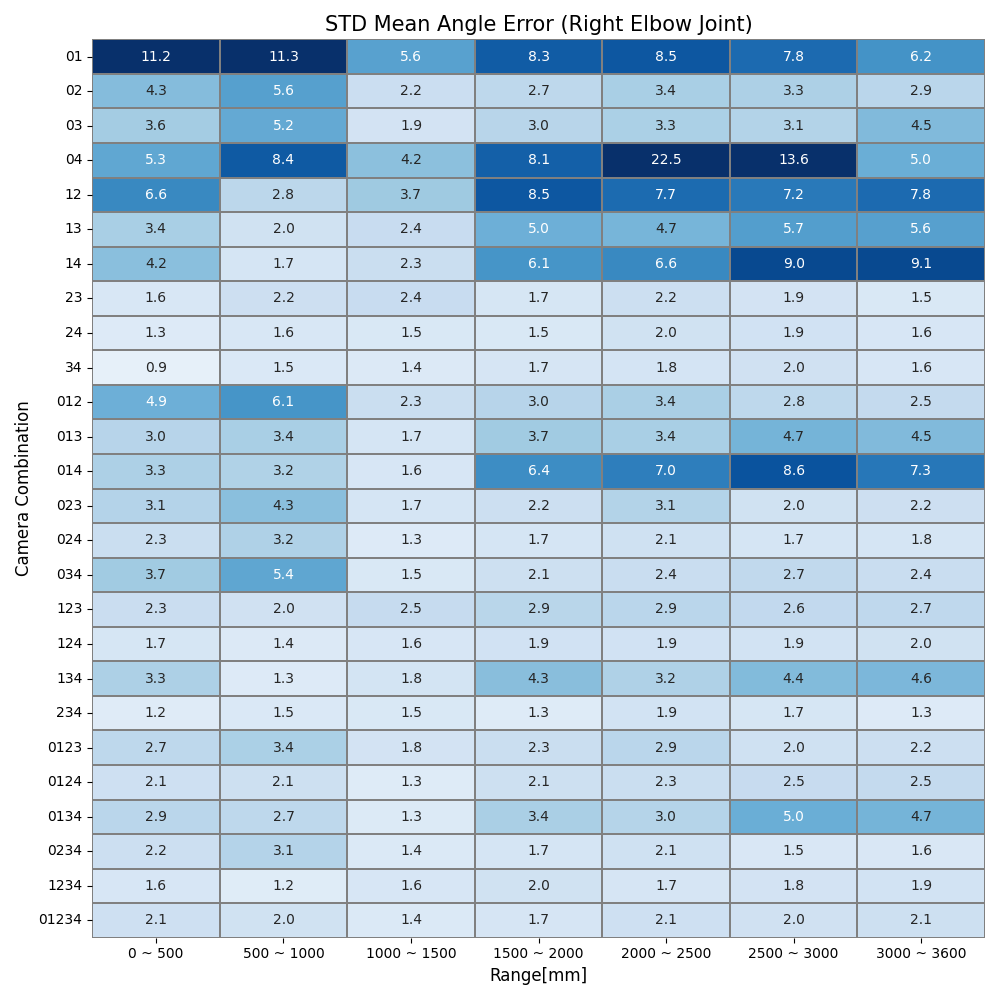 STD Mean Angle Error (Right Elbow Joint)
01 11.2 11.3 5.6 8.3 8.5 7.8 6.2
02 4.3 5.6 2.2 2.7 3.4 3.3 2.9
03 3.6 5.2 1.9 3.0 3.3 3.1 4.5
04 5.3 8.4 4.2 8.1 22.5 13.6 5.0
12 6.6 2.8 3.7 8.5 7.7 7.2 7.8
13 3.4 2.0 2.4 5.0 4.7 5.7 5.6
14 4.2 1.7 2.3 6.1 6.6 9.0 9.1
23 1.6 2.2 2.4 1.7 2.2 1.9 1.5
24 1.3 1.6 1.5 1.5 2.0 1.9 1.6
34 0.9 1.5 1.4 1.7 1.8 2.0 1.6
012 4.9 6.1 2.3 3.0 3.4 2.8 2.5
013 3.0 3.4 1.7 3.7 3.4 4.7 4.5
014 3.3 3.2 1.6 6.4 7.0 8.6 7.3
023 3.1 4.3 1.7 2.2 3.1 2.0 2.2
024 2.3 3.2 1.3 1.7 2.1 1.7 1.8
034 3.7 5.4 1.5 2.1 2.4 2.7 2.4
123 2.3 2.0 2.5 2.9 2.9 2.6 2.7
124 1.7 1.4 1.6 1.9 1.9 1.9 2.0
134 3.3 1.3 1.8 4.3 3.2 4.4 4.6
234 1.2 1.5 1.5 1.3 1.9 1.7 1.3
0123 2.7 3.4 1.8 2.3 2.9 2.0 2.2
0124 2.1 2.1 1.3 2.1 2.3 2.5 2.5
0134 2.9 2.7 1.3 3.4 3.0 5.0 4.7
0234 2.2 3.1 1.4 1.7 2.1 1.5 1.6
1234 1.6 1.2 1.6 2.0 1.7 1.8 1.9
01234 2.1 2.0 1.4 1.7 2.1 2.0 2.1
0 ~ 500 500 ~ 1000 1000 ~ 1500 1500 ~ 2000 2000 ~ 2500 2500 ~ 3000 3000 ~ 3600
Range[mm]
Camera Combination